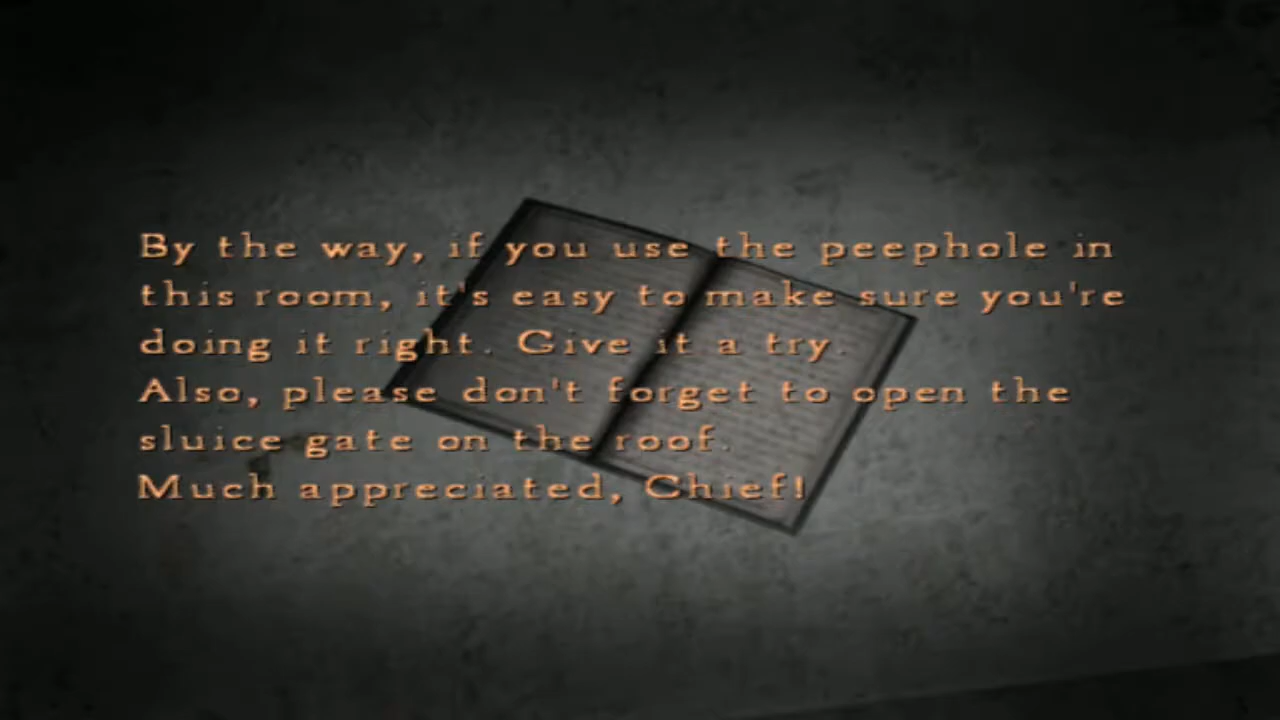 By the way, if you use the peephole in
this room, it's easy to make sure you're
doing it right. Give it a try.
Also, please don't forget to open the
sluice gate on the roof.
Much appreciated, Chief!